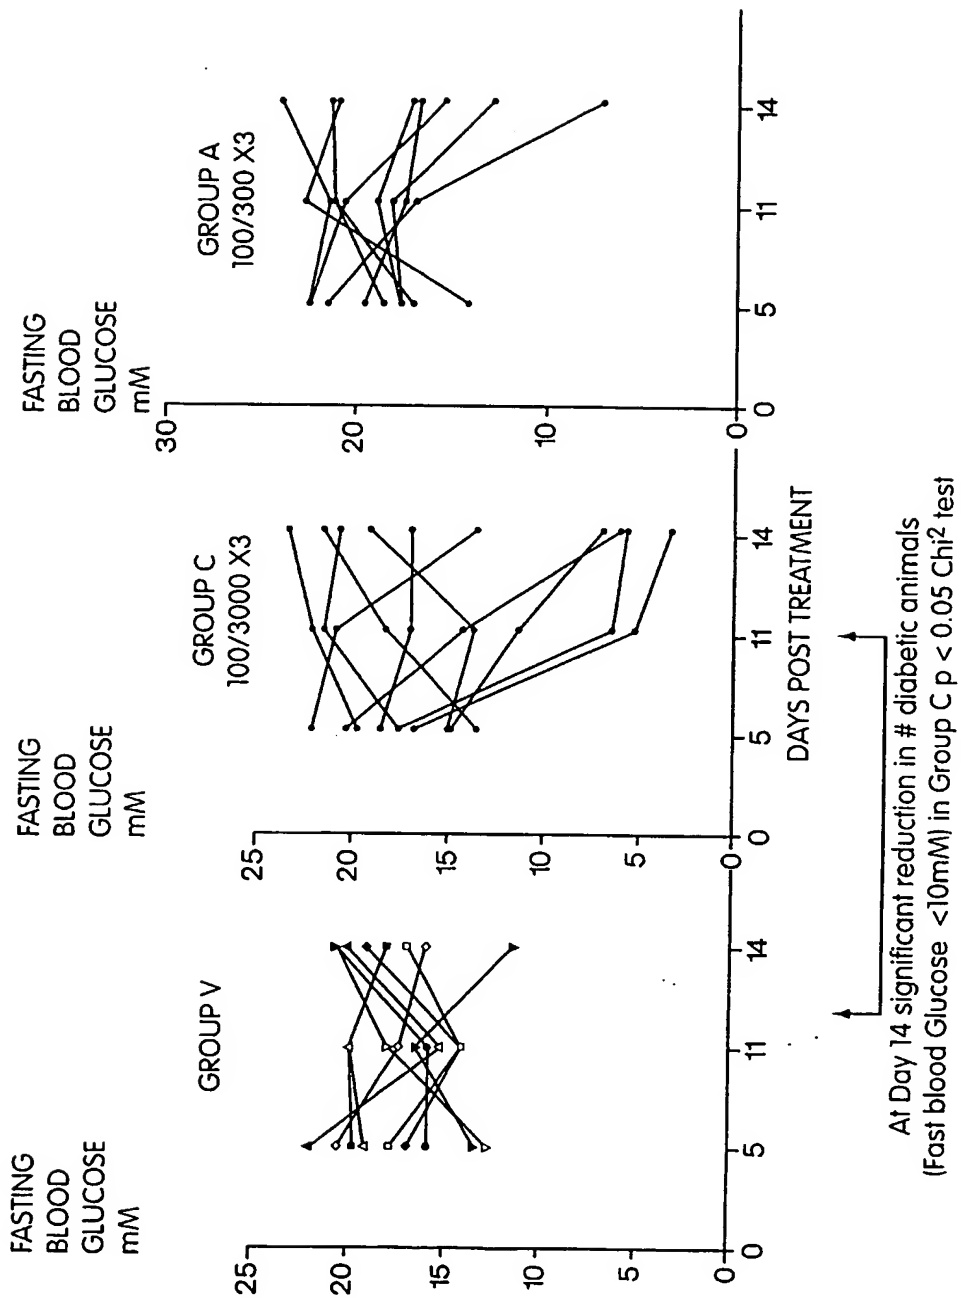 FASTING
BLOOD
GLUCOSE
mM
GROUP V
25
20
15
10
5
0
0
5
11
14
FASTING
BLOOD
GLUCOSE
mM
GROUP C
100/3000 X3
25
20
15
10
5
0
0
5
11
14
DAYS POST TREATMENT
FASTING
BLOOD
GLUCOSE
mM
GROUP A
100/300 X3
30
20
10
0
0
5
11
14
At Day 14 significant reduction in # diabetic animals
(Fast blood Glucose <10mM) in Group C p < 0.05 Chi² test